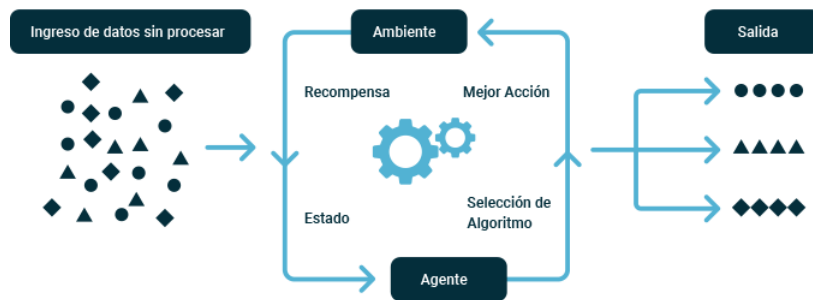 Ingreso de datos sin procesar
Ambiente
Salida
Recompensa
Mejor Acción
Estado
Selección de
Algoritmo
Agente